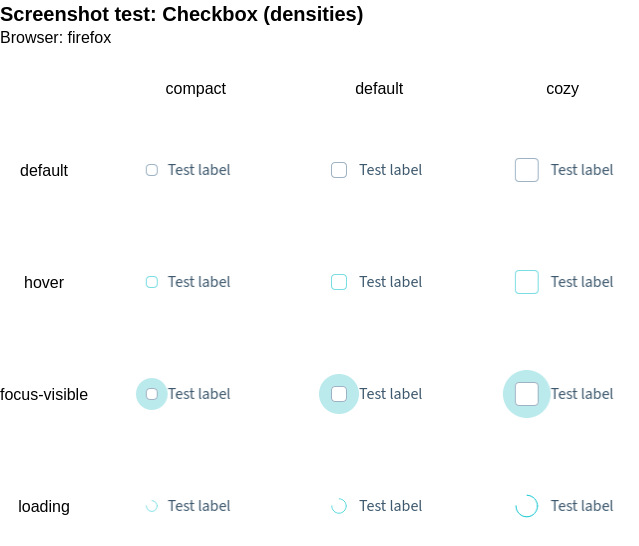 Screenshot test: Checkbox (densities)
Browser: firefox
compact default cozy
default Test label Test label Test label
hover Test label Test label Test label
focus-visible Test label Test label Test label
loading Test label Test label Test label